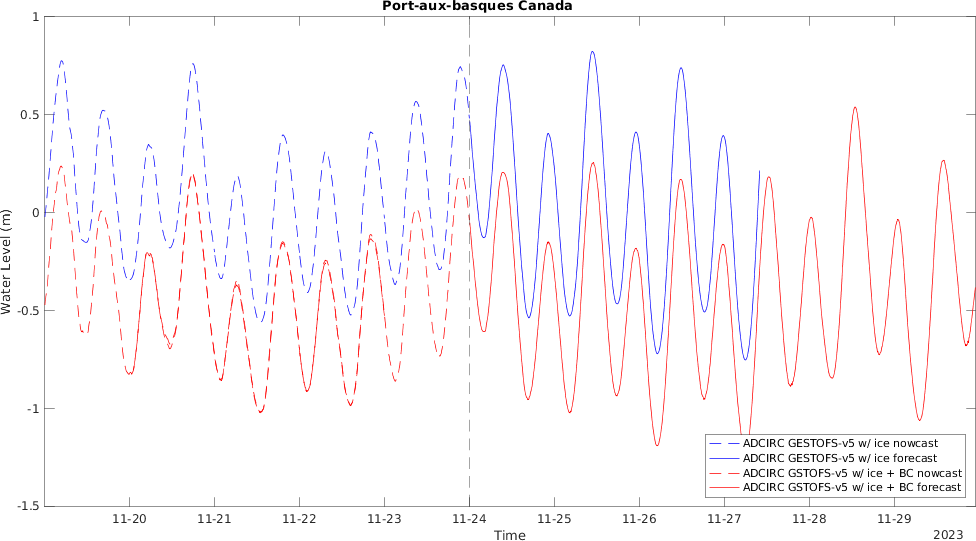 Port-aux-basques Canada
1
0.5
0
-0.5
-1
-1.5
Water Level (m)
ADCIRC GESTOFS-v5 w/ ice nowcast
ADCIRC GESTOFS-v5 w/ ice forecast
ADCIRC GSTOFS-v5 w/ ice + BC nowcast
ADCIRC GSTOFS-v5 w/ ice + BC forecast
11-20 11-21 11-22 11-23 11-24 11-25 11-26 11-27 11-28 11-29
Time
2023